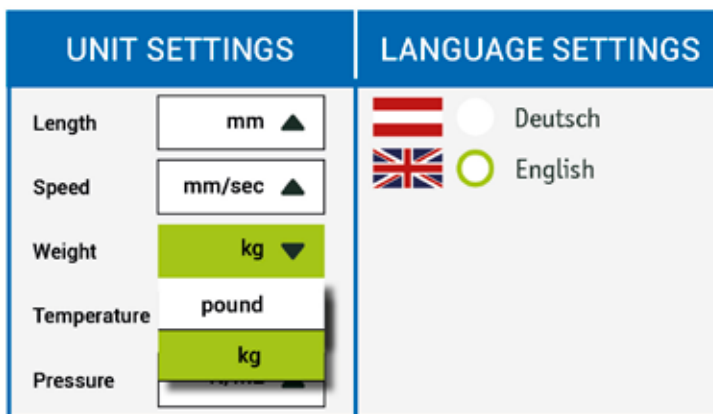 UNIT SETTINGS
LANGUAGE SETTINGS
Length
mm
Deutsch
Speed
mm/sec
English
Weight
kg
Temperature
pound
kg
Pressure